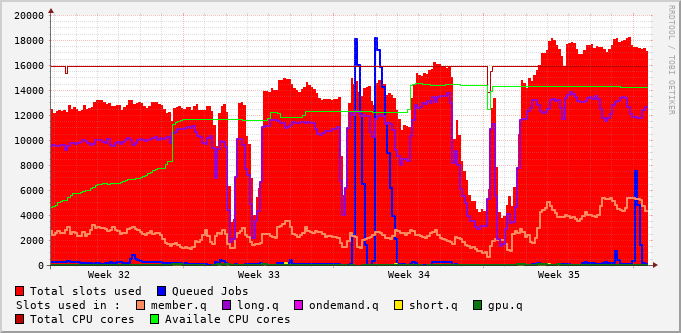 20000
18000
16000
14000
12000
10000
8000
6000
4000
2000
0
Week 32 Week 33 Week 34 Week 35
RRDTOOL / TOBI OETIKER
Total slots used Queued Jobs
Slots used in : member.q long.q ondemand.q short.q gpu.q
Total CPU cores Availale CPU cores